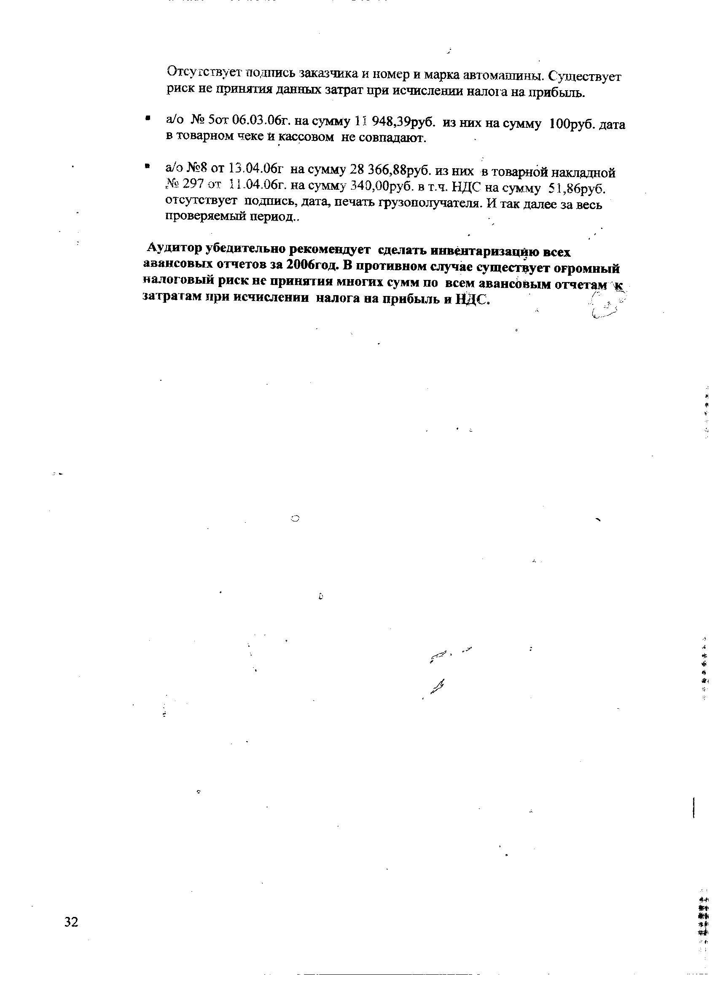 Отсутствует подпись заказчика и номер и марка автомашины. Существует
риск не принятия данных затрат при исчислении налога на прибыль.
▪ а/о № 5от 06.03.06г. на сумму 11 948,39руб. из них на сумму 100руб. дата
в товарном чеке и кассовом не совпадают.
▪ а/о №8 от 13.04.06г на сумму 28 366,88руб. из них в товарной накладной
№ 297 от 11.04.06г. на сумму 340,00руб. в т.ч. НДС на сумму 51,86руб.
отсутствует подпись, дата, печать грузополучателя. И так далее за весь
проверяемый период..
Аудитор убедительно рекомендует сделать инвентаризацию всех
авансовых отчетов за 2006год. В противном случае существует огромный
налоговый риск не принятия многих сумм по всем авансовым отчетам к
затратам при исчислении налога на прибыль и НДС.
32